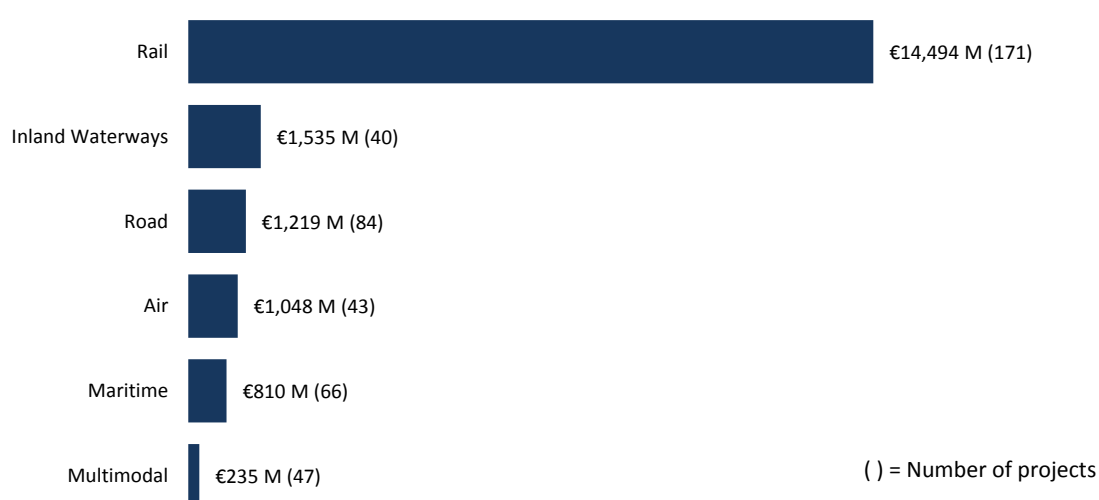 Rail €14,494 M (171)
Inland Waterways €1,535 M (40)
Road €1,219 M (84)
Air €1,048 M (43)
Maritime €810 M (66)
Multimodal €235 M (47)
( ) = Number of projects